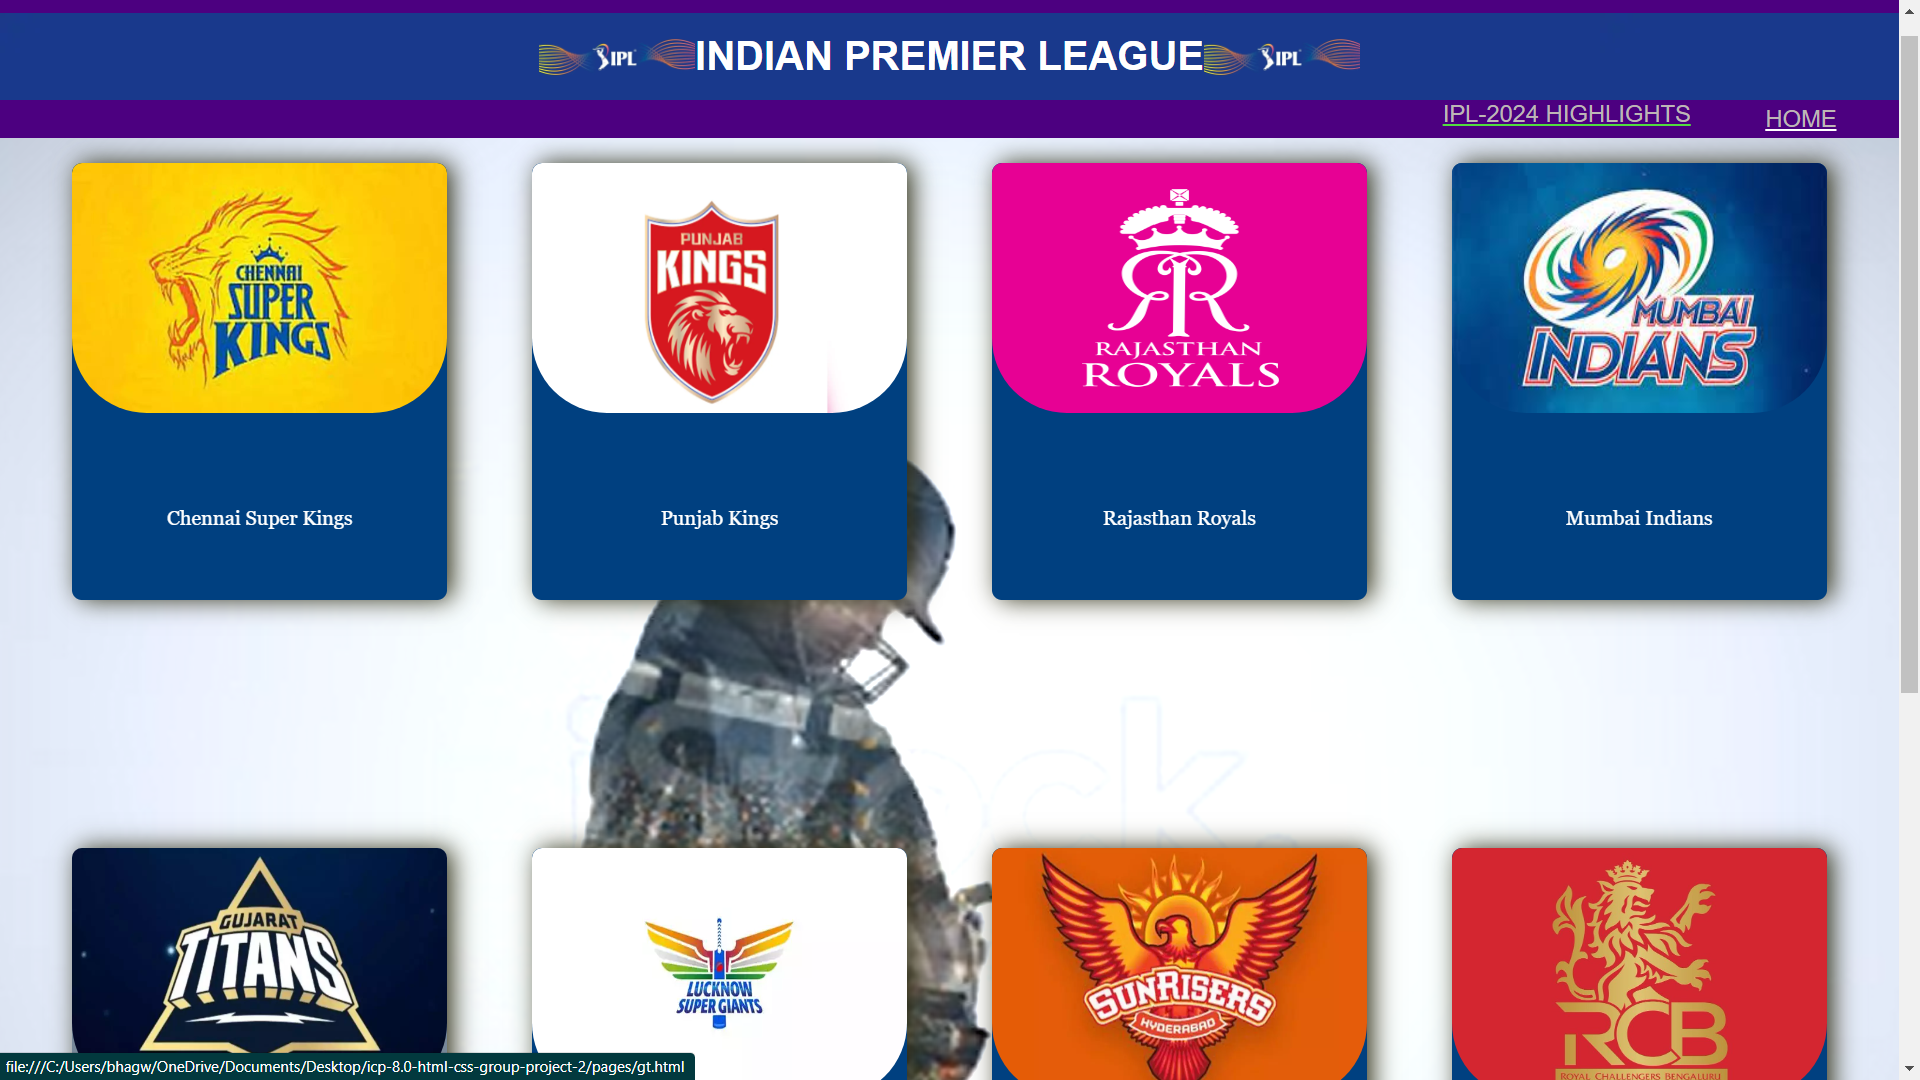 IPL INDIAN PREMIER LEAGUE IPL
IPL-2024 HIGHLIGHTS
HOME
CHENNAI
SUPER
KINGS
PUNJAB
KINGS
RAJASTHAN
ROYALS
MUMBAI
INDIANS
Chennai Super Kings
Punjab Kings
Rajasthan Royals
Mumbai Indians
GUJARAT
TITANS
LUCKNOW
SUPER GIANTS
SUNRISERS
HYDERABAD
RCB
ROYAL CHALLENGERS BENGALURU
file:///C:/Users/bhagw/OneDrive/Documents/Desktop/icp-8.0-html-css-group-project-2/pages/gt.html